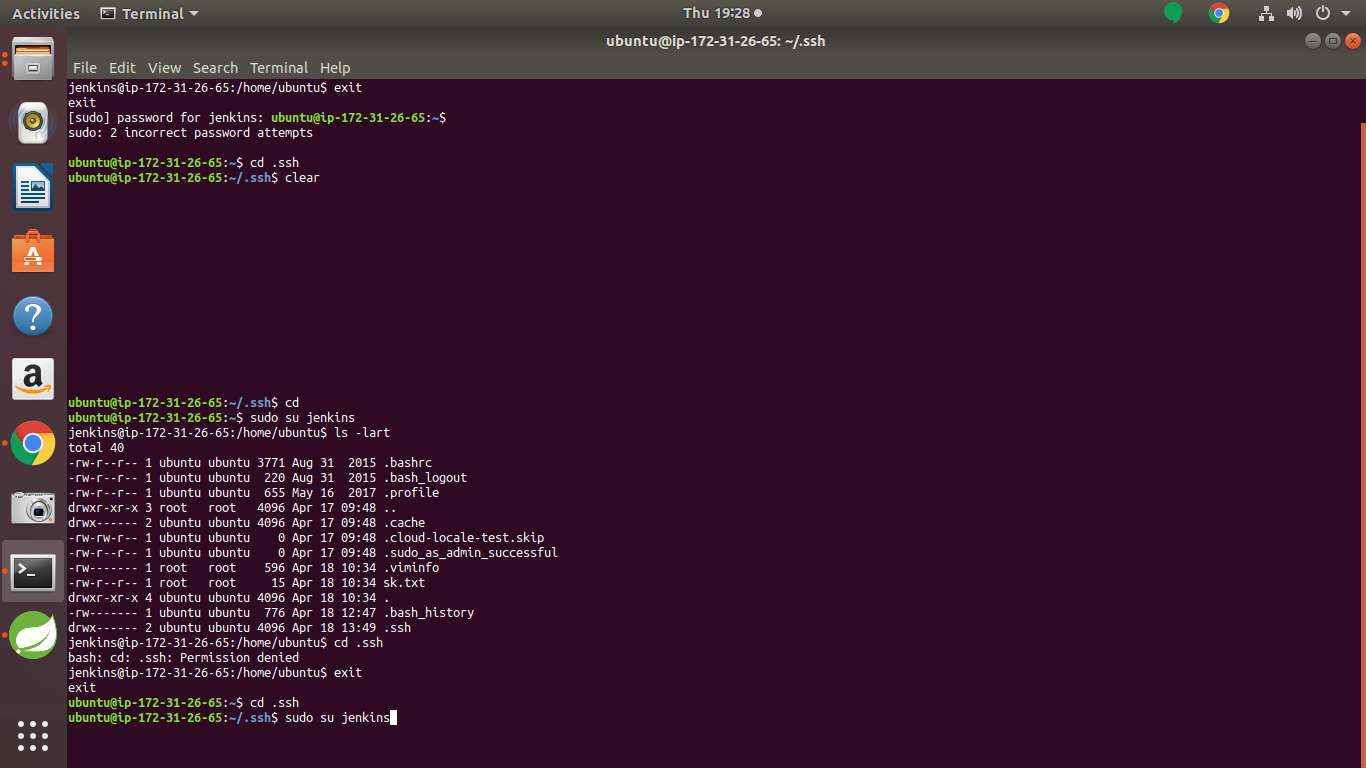 Activities Terminal Thu 19:28
ubuntu@ip-172-31-26-65: ~/.ssh
File Edit View Search Terminal Help
jenkins@ip-172-31-26-65:/home/ubuntu$ exit
exit
[sudo] password for jenkins: ubuntu@ip-172-31-26-65:~$
sudo: 2 incorrect password attempts
ubuntu@ip-172-31-26-65:~$ cd .ssh
ubuntu@ip-172-31-26-65:~/.ssh$ clear
ubuntu@ip-172-31-26-65:~/.ssh$ cd
ubuntu@ip-172-31-26-65:~$ sudo su jenkins
jenkins@ip-172-31-26-65:/home/ubuntu$ ls -lart
total 40
-rw-r--r-- 1 ubuntu ubuntu 3771 Aug 31  2015 .bashrc
-rw-r--r-- 1 ubuntu ubuntu  220 Aug 31  2015 .bash_logout
-rw-r--r-- 1 ubuntu ubuntu  655 May 16  2017 .profile
drwxr-xr-x 3 root   root   4096 Apr 17 09:48 ..
drwx------ 2 ubuntu ubuntu 4096 Apr 17 09:48 .cache
-rw-rw-r-- 1 ubuntu ubuntu    0 Apr 17 09:48 .cloud-locale-test.skip
-rw-r--r-- 1 ubuntu ubuntu    0 Apr 17 09:48 .sudo_as_admin_successful
-rw------- 1 root   root    596 Apr 18 10:34 .viminfo
-rw-r--r-- 1 root   root     15 Apr 18 10:34 sk.txt
drwxr-xr-x 4 ubuntu ubuntu 4096 Apr 18 10:34 .
-rw------- 1 ubuntu ubuntu  776 Apr 18 12:47 .bash_history
drwx------ 2 ubuntu ubuntu 4096 Apr 18 13:49 .ssh
jenkins@ip-172-31-26-65:/home/ubuntu$ cd .ssh
bash: cd: .ssh: Permission denied
jenkins@ip-172-31-26-65:/home/ubuntu$ exit
exit
ubuntu@ip-172-31-26-65:~$ cd .ssh
ubuntu@ip-172-31-26-65:~/.ssh$ sudo su jenkins